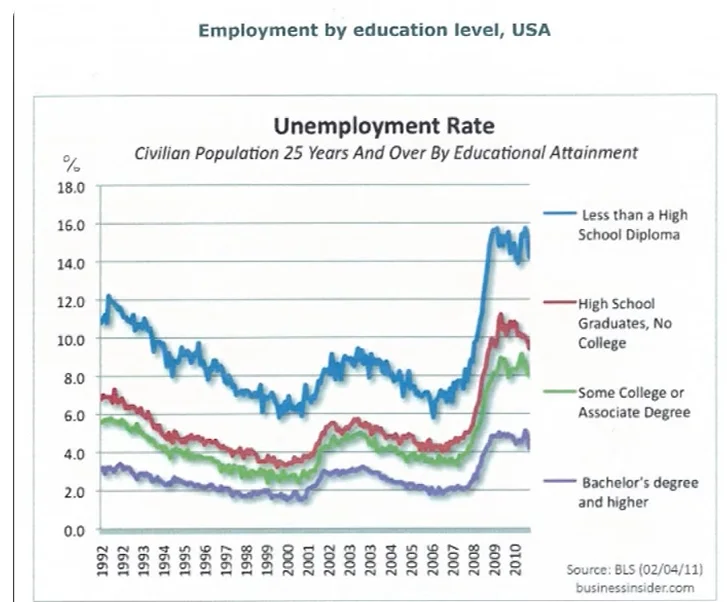 Employment by education level, USA
Unemployment Rate
Civilian Population 25 Years And Over By Educational Attainment
%
18.0
16.0
14.0
12.0
10.0
8.0
6.0
4.0
2.0
0.0
1992
1992
1993
1994
1995
1996
1997
1998
1999
2000
2001
2002
2003
2003
2004
2005
2006
2007
2008
2009
2010
Less than a High
School Diploma
High School
Graduates, No
College
Some College or
Associate Degree
Bachelor's degree
and higher
Source: BLS (02/04/11)
businessinsider.com